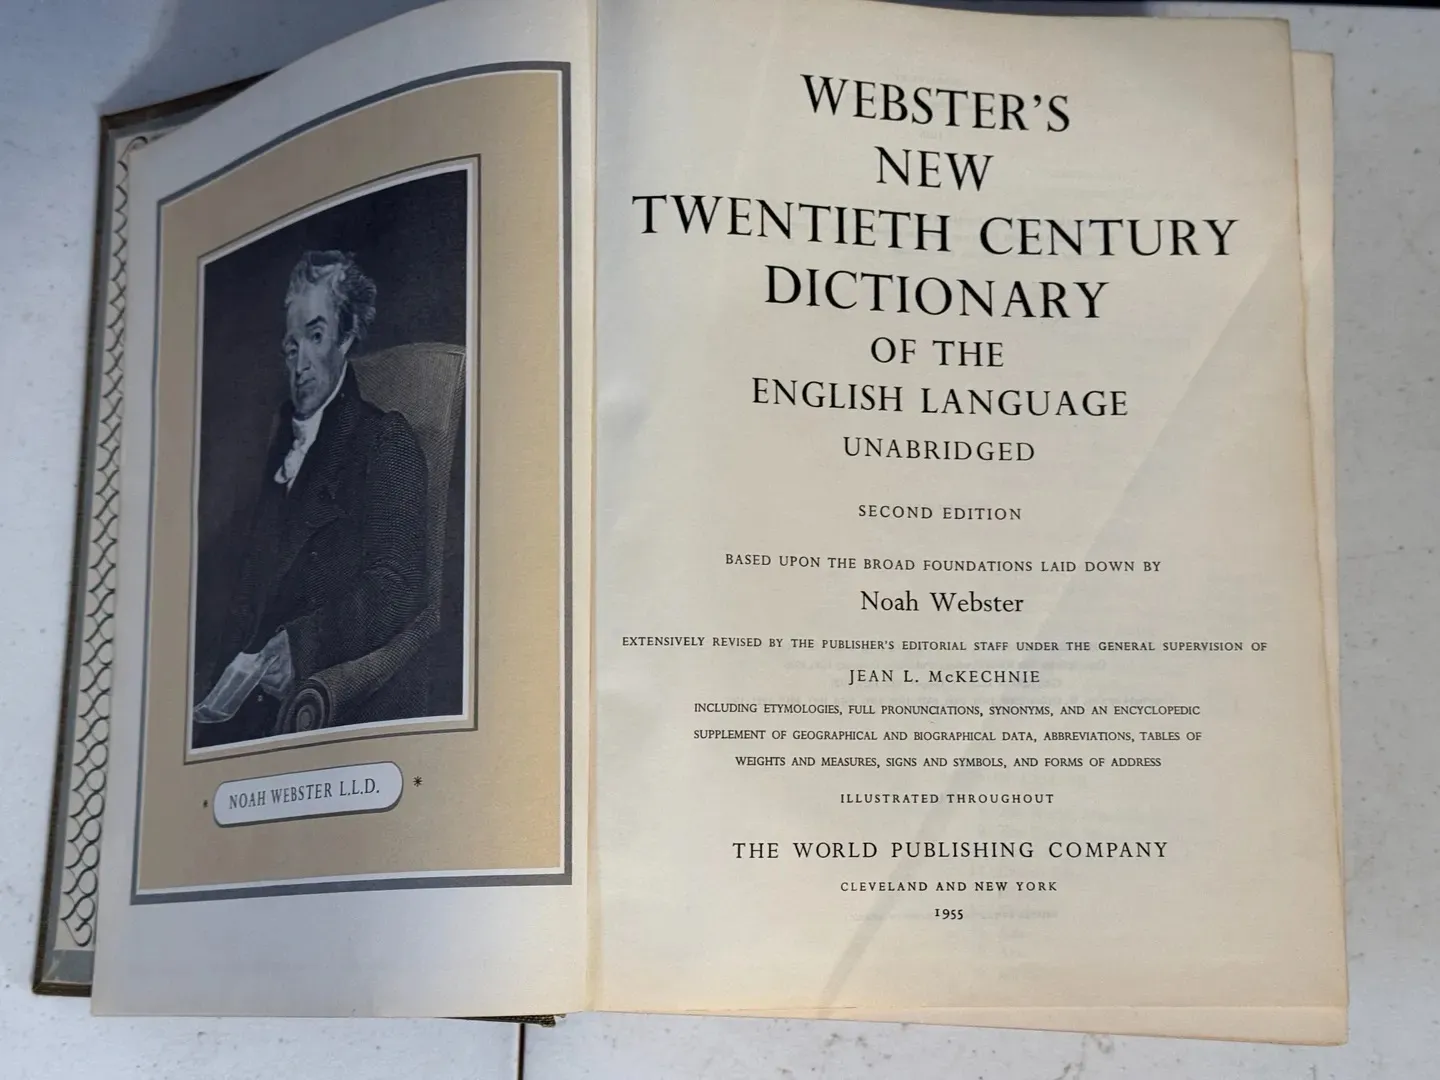 NOAH WEBSTER L.L.D.
WEBSTER'S
NEW
TWENTIETH CENTURY
DICTIONARY
OF THE
ENGLISH LANGUAGE
UNABRIDGED
SECOND EDITION
BASED UPON THE BROAD FOUNDATIONS LAID DOWN BY
Noah Webster
EXTENSIVELY REVISED BY THE PUBLISHER'S EDITORIAL STAFF UNDER THE GENERAL SUPERVISION OF
JEAN L. McKECHNIE
INCLUDING ETYMOLOGIES, FULL PRONUNCIATIONS, SYNONYMS, AND AN ENCYCLOPEDIC
SUPPLEMENT OF GEOGRAPHICAL AND BIOGRAPHICAL DATA, ABBREVIATIONS, TABLES OF
WEIGHTS AND MEASURES, SIGNS AND SYMBOLS, AND FORMS OF ADDRESS
ILLUSTRATED THROUGHOUT
THE WORLD PUBLISHING COMPANY
CLEVELAND AND NEW YORK
1955